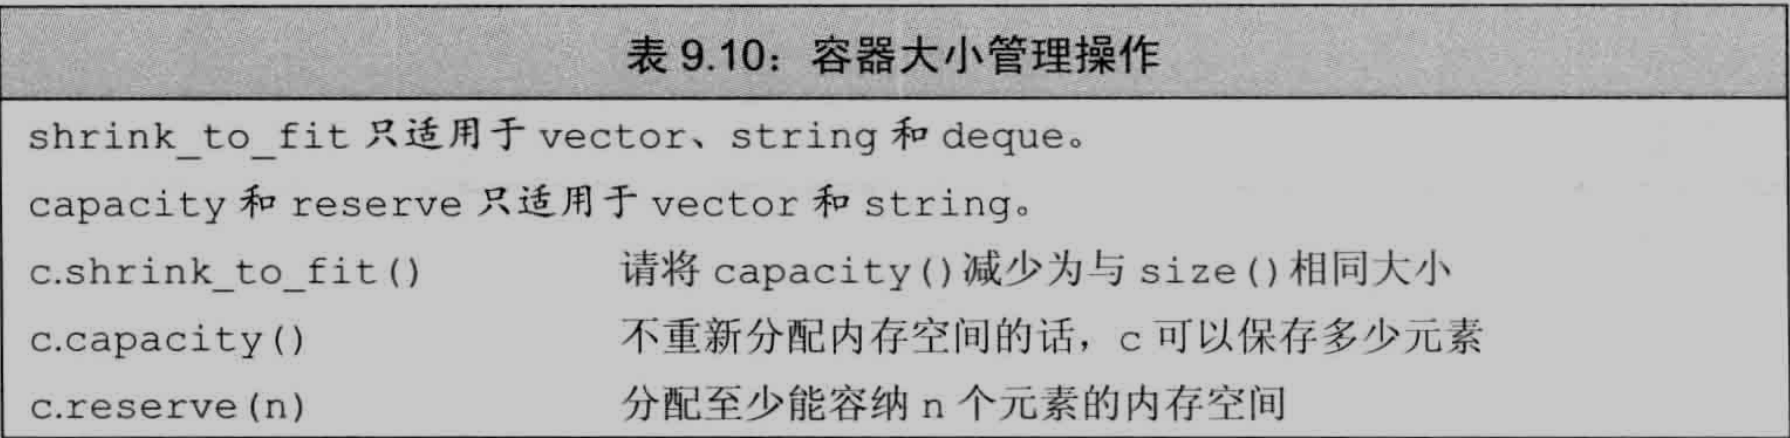 表 9.10：容器大小管理操作
shrink_to_fit 只适用于 vector、string 和 deque。
capacity 和 reserve 只适用于 vector 和 string。
c.shrink_to_fit() 请将 capacity()减少为与 size()相同大小
c.capacity() 不重新分配内存空间的话，c 可以保存多少元素
c.reserve(n) 分配至少能容纳 n 个元素的内存空间